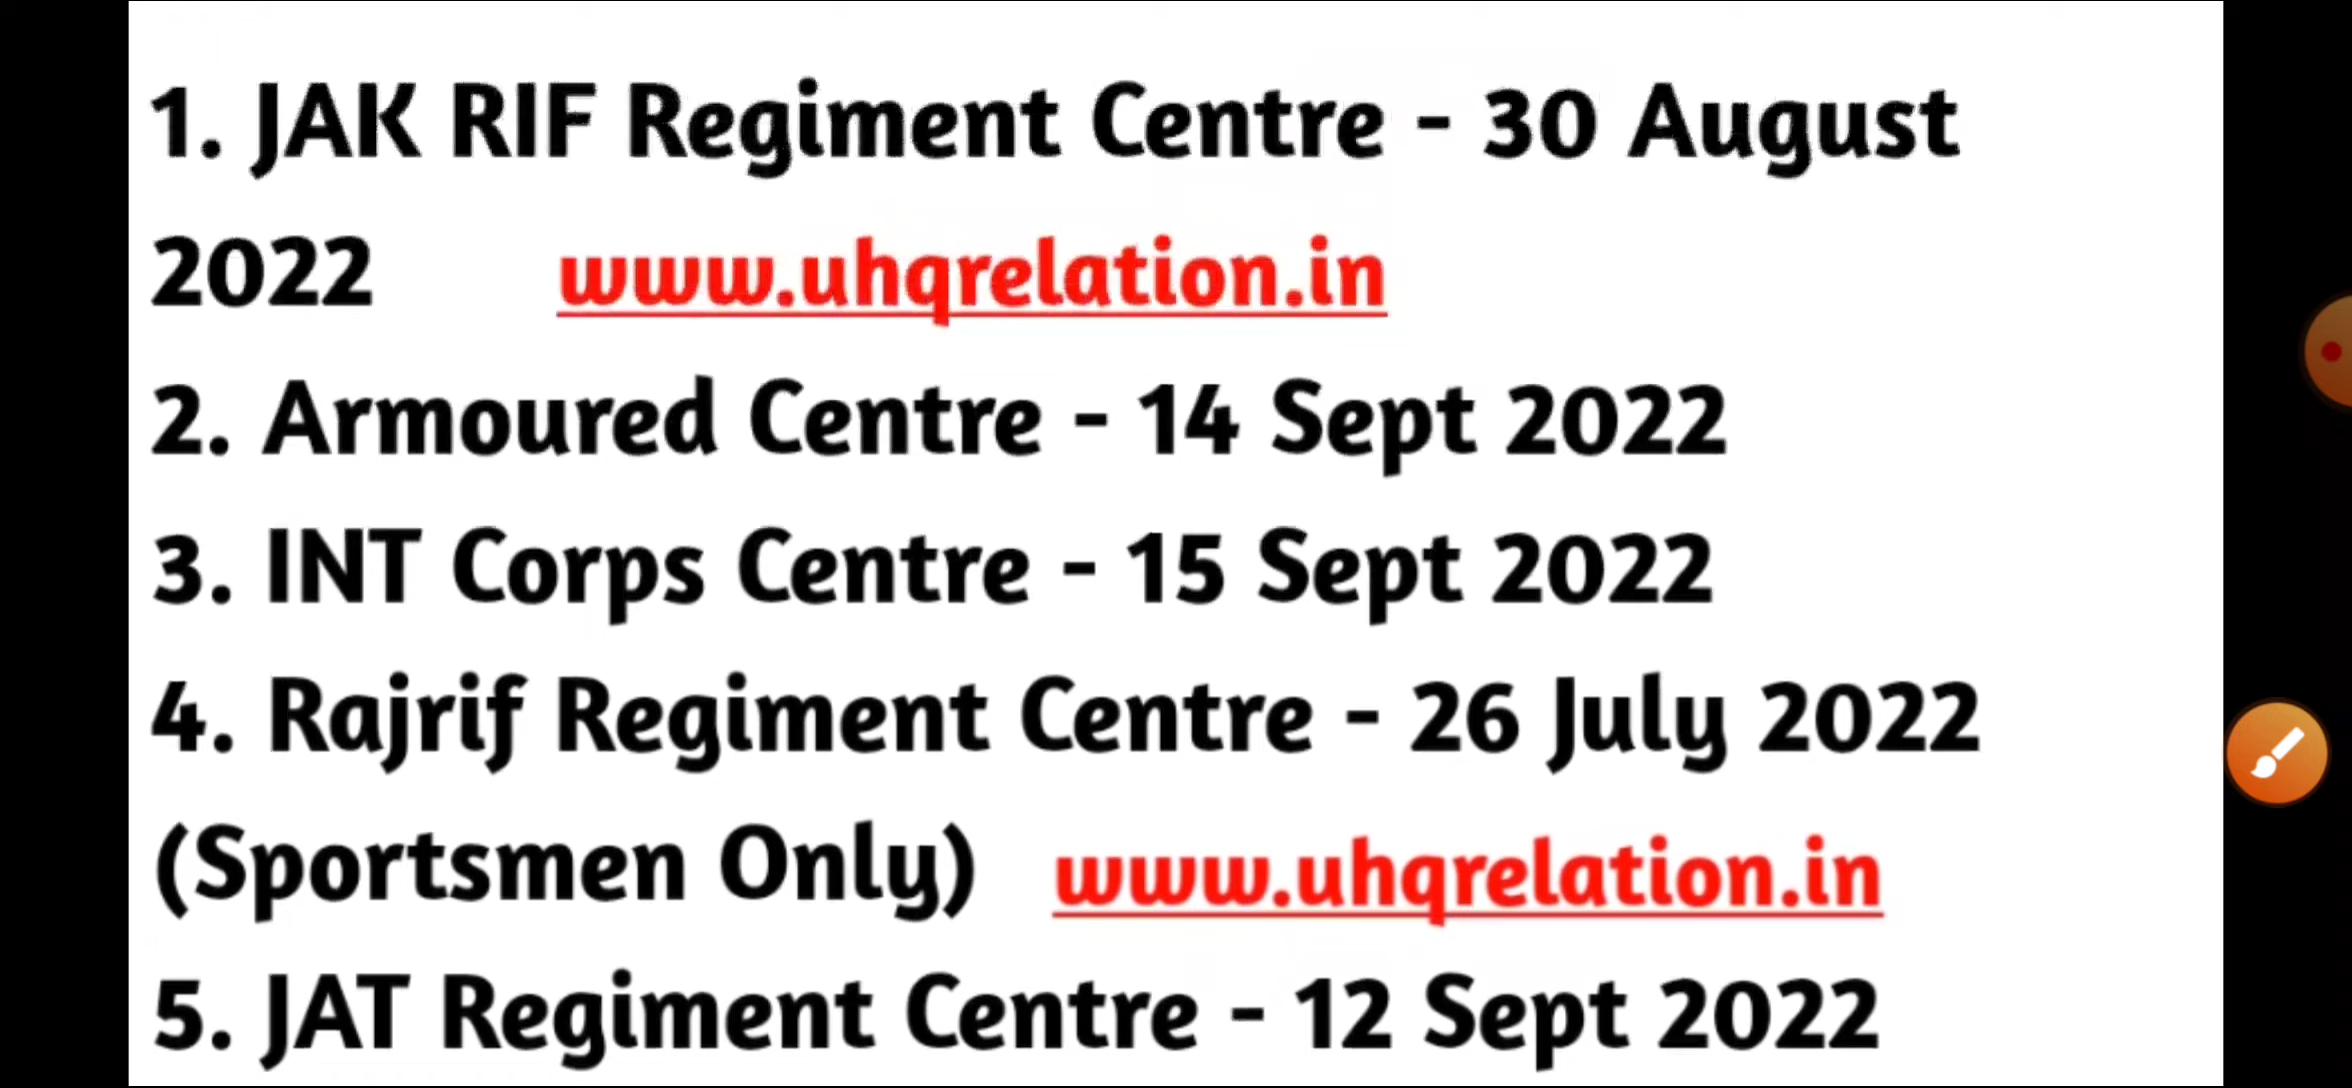 1. JAK RIF Regiment Centre - 30 August
2022 www.uhqrelation.in
2. Armoured Centre - 14 Sept 2022
3. INT Corps Centre - 15 Sept 2022
4. Rajrif Regiment Centre - 26 July 2022
(Sportsmen Only) www.uhqrelation.in
5. JAT Regiment Centre - 12 Sept 2022